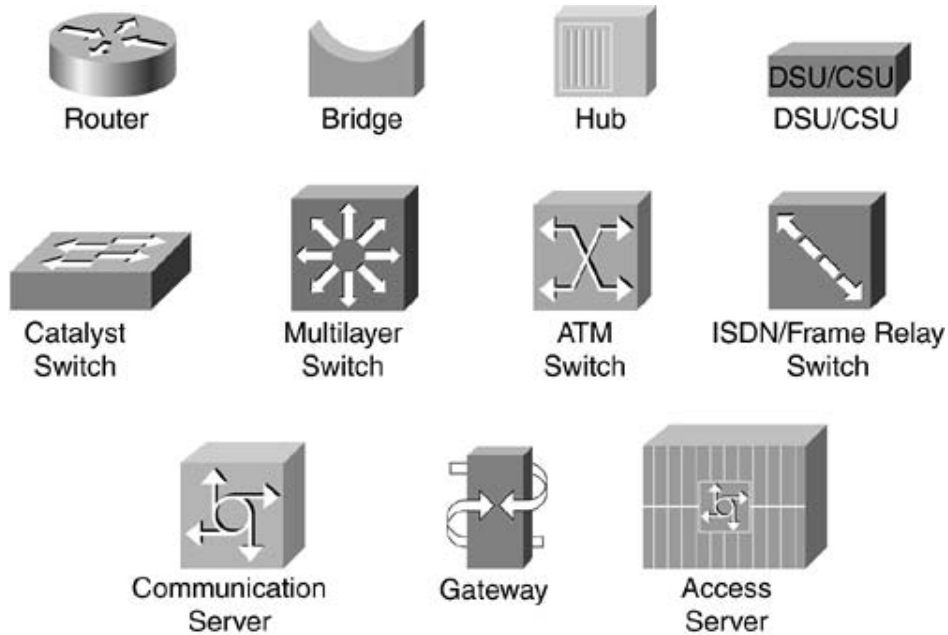 Router
Bridge
Hub
DSU/CSU
DSU/CSU
Catalyst
Switch
Multilayer
Switch
ATM
Switch
ISDN/Frame Relay
Switch
Communication
Server
Gateway
Access
Server